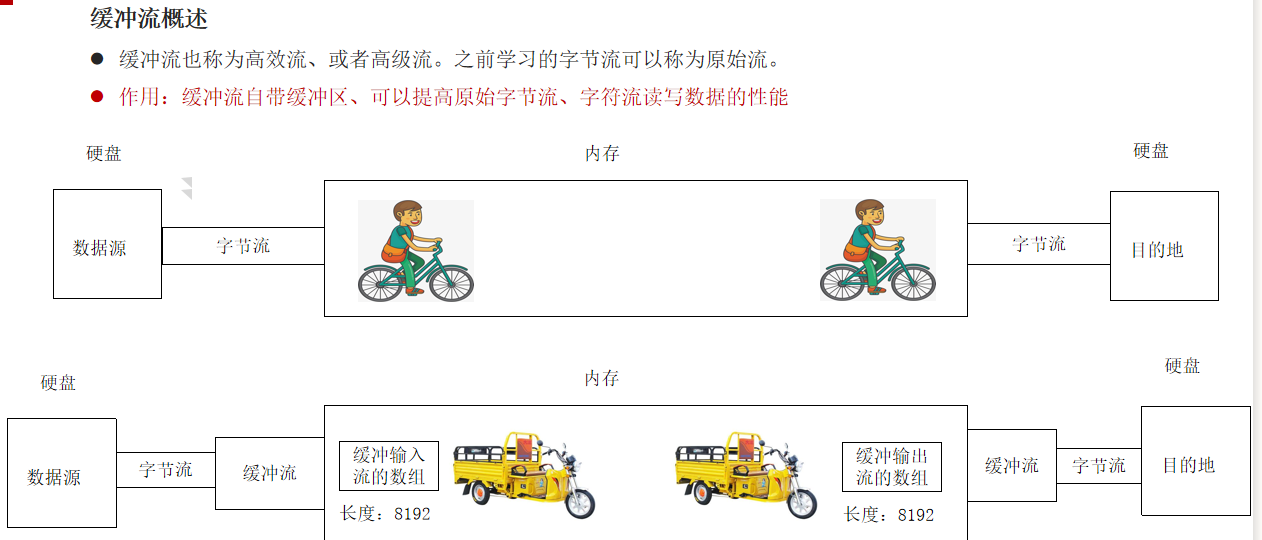 缓冲流概述
缓冲流也称为高效流、或者高级流。之前学习的字节流可以称为原始流。
作用：缓冲流自带缓冲区、可以提高原始字节流、字符流读写数据的性能
硬盘
内存
硬盘
数据源
字节流
字节流
目的地
硬盘
内存
硬盘
数据源
字节流
缓冲流
缓冲输入
流的数组
长度：8192
缓冲输出
流的数组
长度：8192
缓冲流
字节流
目的地